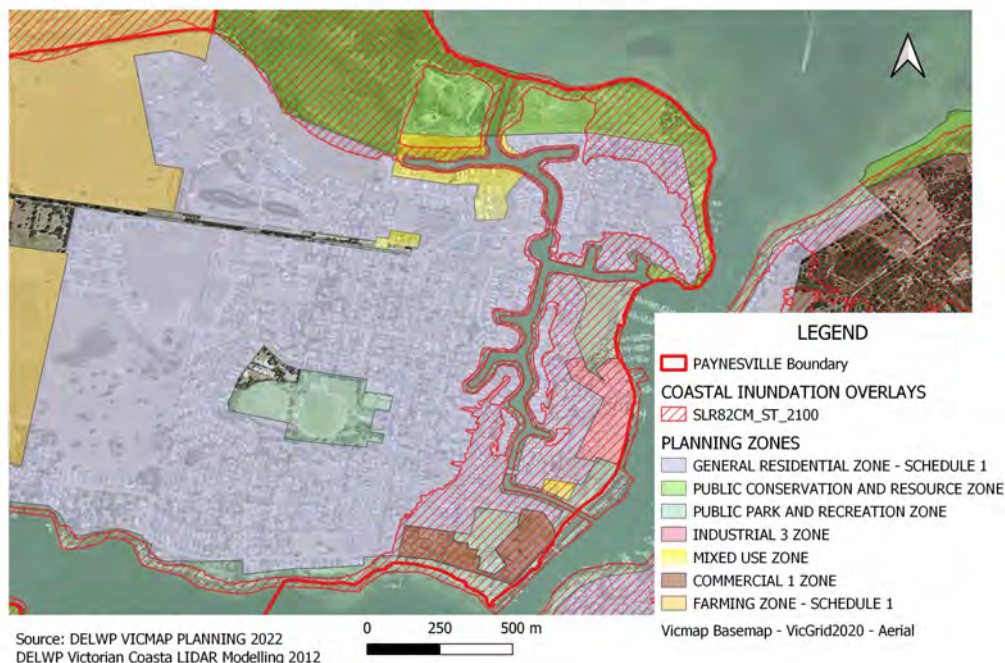 LEGEND
PAYNESVILLE Boundary
COASTAL INUNDATION OVERLAYS
SLR82CM_ST_2100
PLANNING ZONES
GENERAL RESIDENTIAL ZONE - SCHEDULE 1
PUBLIC CONSERVATION AND RESOURCE ZONE
PUBLIC PARK AND RECREATION ZONE
INDUSTRIAL 3 ZONE
MIXED USE ZONE
COMMERCIAL 1 ZONE
FARMING ZONE - SCHEDULE 1
Vicmap Basemap - VicGrid2020 - Aerial
Source: DELWP VICMAP PLANNING 2022
DELWP Victorian Coasta LIDAR Modelling 2012
0 250 500 m